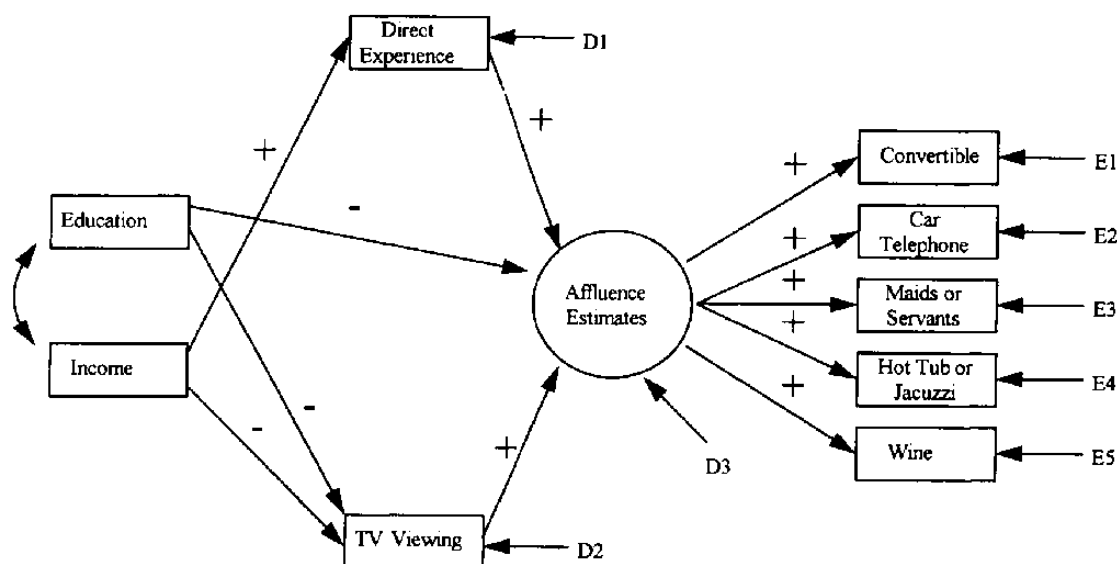 Direct
Experience
D1
+
+
Convertible
E1
+
Education
-
Car
Telephone
E2
+
Affluence
Estimates
+
Maids or
Servants
E3
+
Income
Hot Tub or
Jacuzzi
E4
-
-
+
+
Wine
E5
D3
TV Viewing
D2